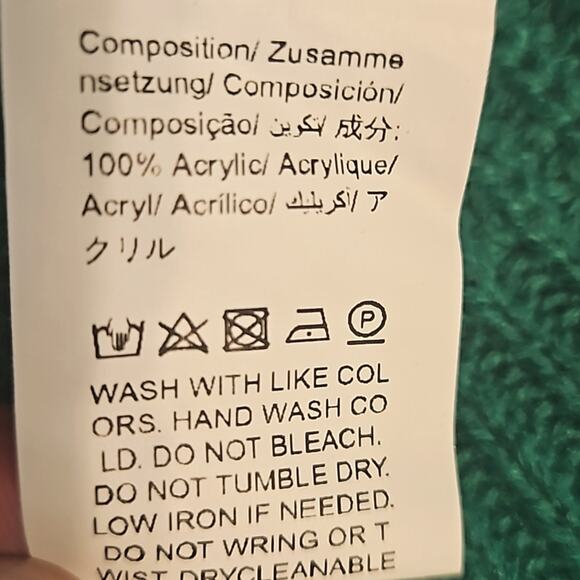 Composition/ Zusamme
nsetzung/ Composición/
Composição/ تكوين/ 成分:
100% Acrylic/ Acrylique/
Acryl/ Acrílico/ أكريليك/ ア
クリル
P
WASH WITH LIKE COL
ORS. HAND WASH CO
LD. DO NOT BLEACH.
DO NOT TUMBLE DRY.
LOW IRON IF NEEDED.
DO NOT WRING OR T
WIST. DRYCLEANABLE